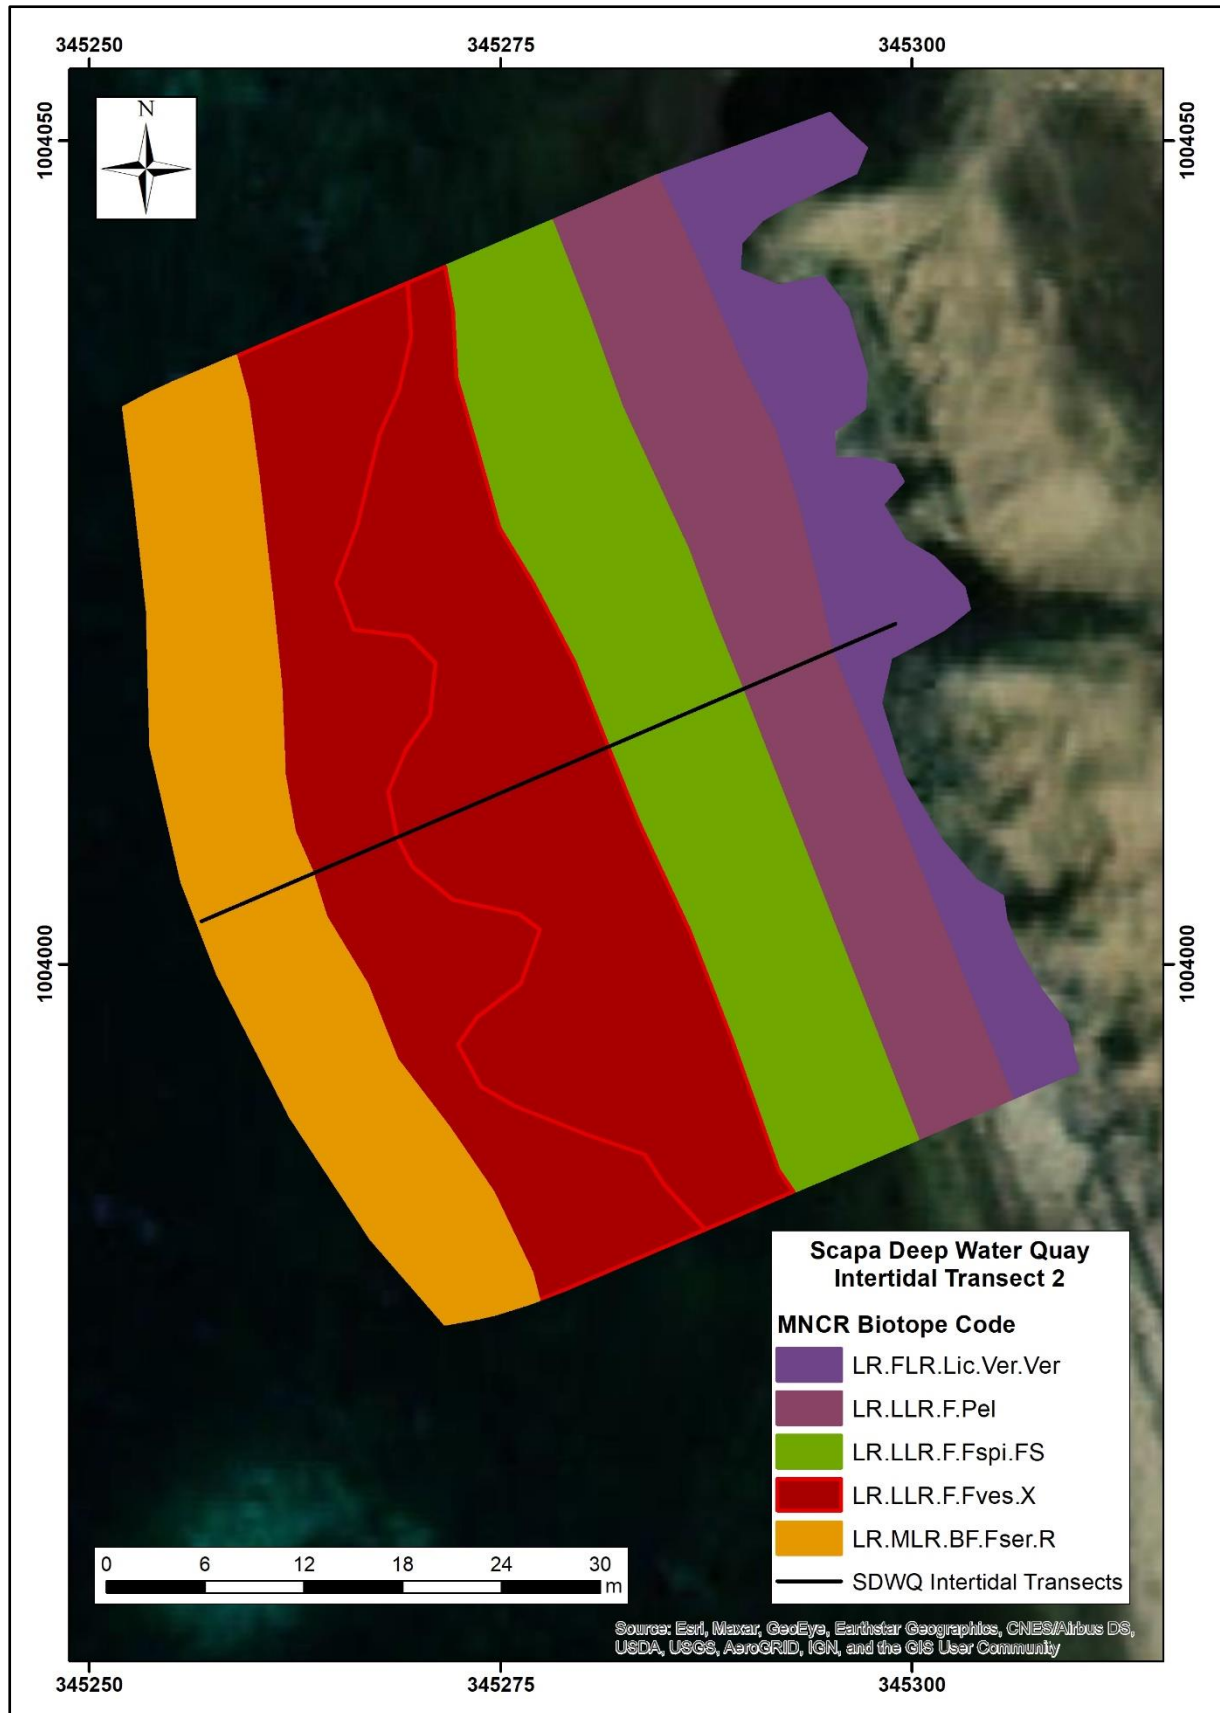 345250 345275 345300
1004050 1004050
N
1004000 1004000
Scapa Deep Water Quay
Intertidal Transect 2
MNCR Biotope Code
LR.FLR.Lic.Ver.Ver
LR.LLR.F.Pel
LR.LLR.F.Fspi.FS
LR.LLR.F.Fves.X
LR.MLR.BF.Fser.R
SDWQ Intertidal Transects
0 6 12 18 24 30
m
Source: Esri, Maxar, GeoEye, Earthstar Geographics, CNES/Airbus DS,
USDA, USGS, AeroGRID, IGN, and the GIS User Community
345250 345275 345300